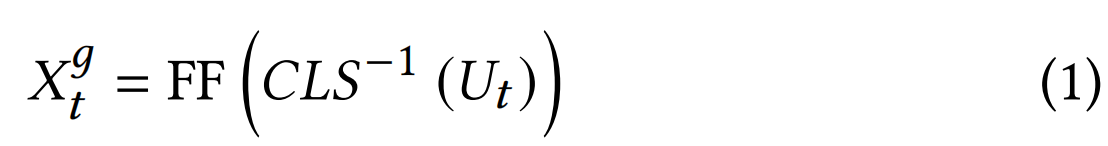 X_t^g = FF(CLS^{-1}(U_t)) (1)